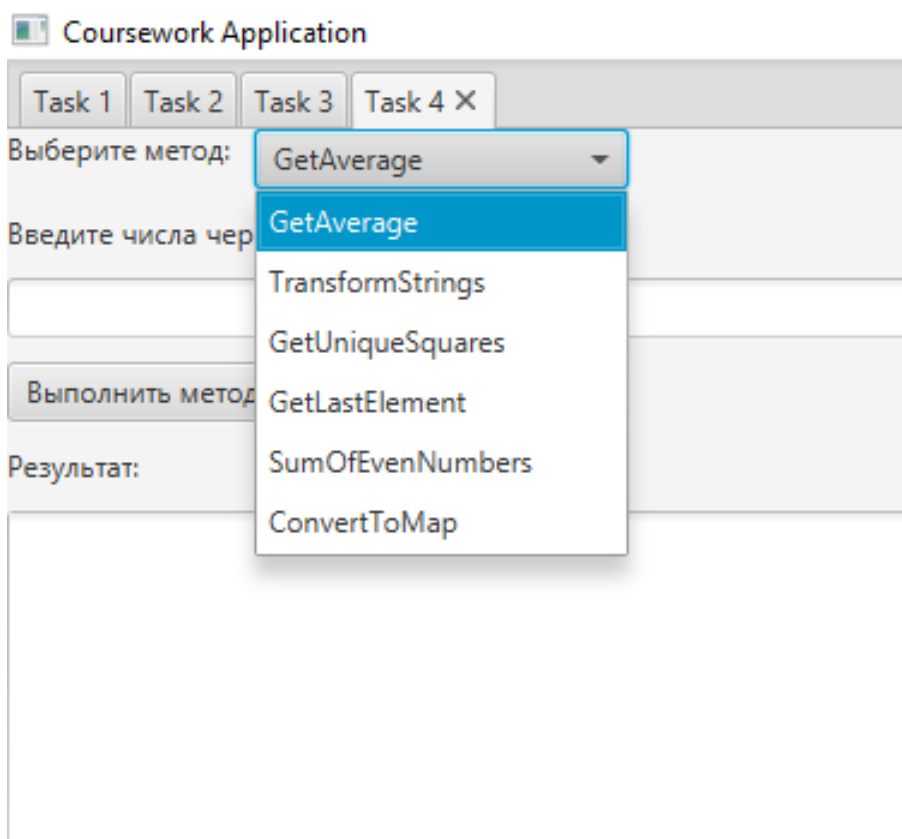 Coursework Application
Task 1 Task 2 Task 3 Task 4 ×
Выберите метод: GetAverage
GetAverage
Введите числа
TransformStrings
GetUniqueSquares
Выполнить метод
GetLastElement
SumOfEvenNumbers
Результат:
ConvertToMap